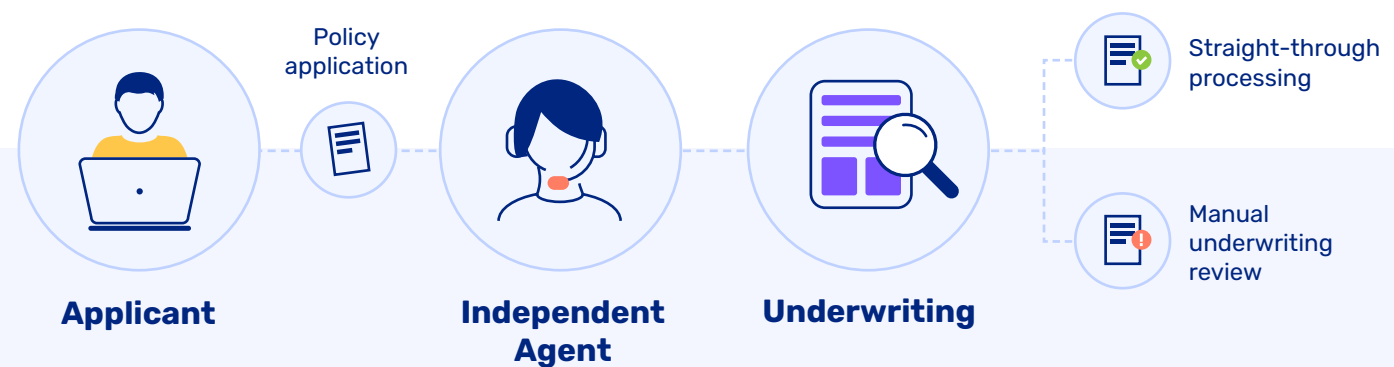 Policy
application
Straight-through
processing
Manual
underwriting
review
Applicant
Independent
Agent
Underwriting